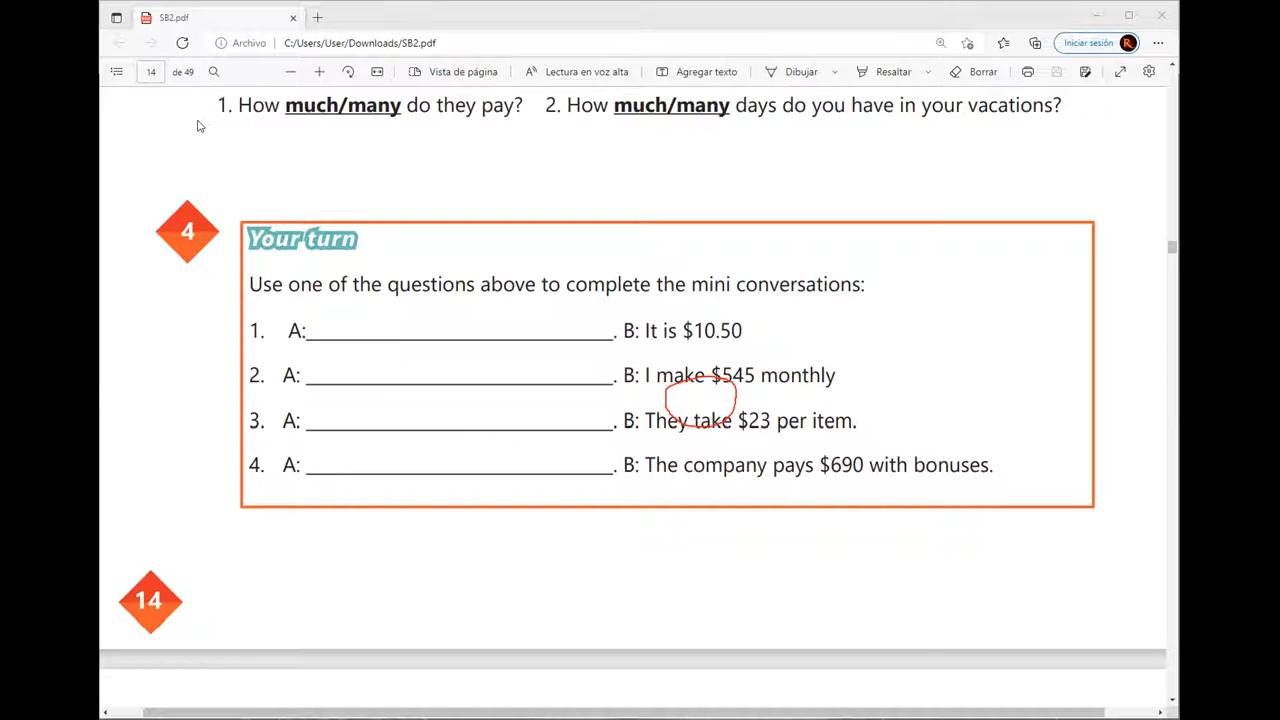 SB2.pdf
Archivo C:/Users/User/Downloads/SB2.pdf Iniciar sesión R
14 de 49 Vista de página Lectura en voz alta Agregar texto Dibujar Resaltar Borrar
1. How much/many do they pay? 2. How much/many days do you have in your vacations?
4
Your turn
Use one of the questions above to complete the mini conversations:
1. A:______________________________. B: It is $10.50
2. A: ______________________________. B: I make $545 monthly
3. A: ______________________________. B: They take $23 per item.
4. A: ______________________________. B: The company pays $690 with bonuses.
14